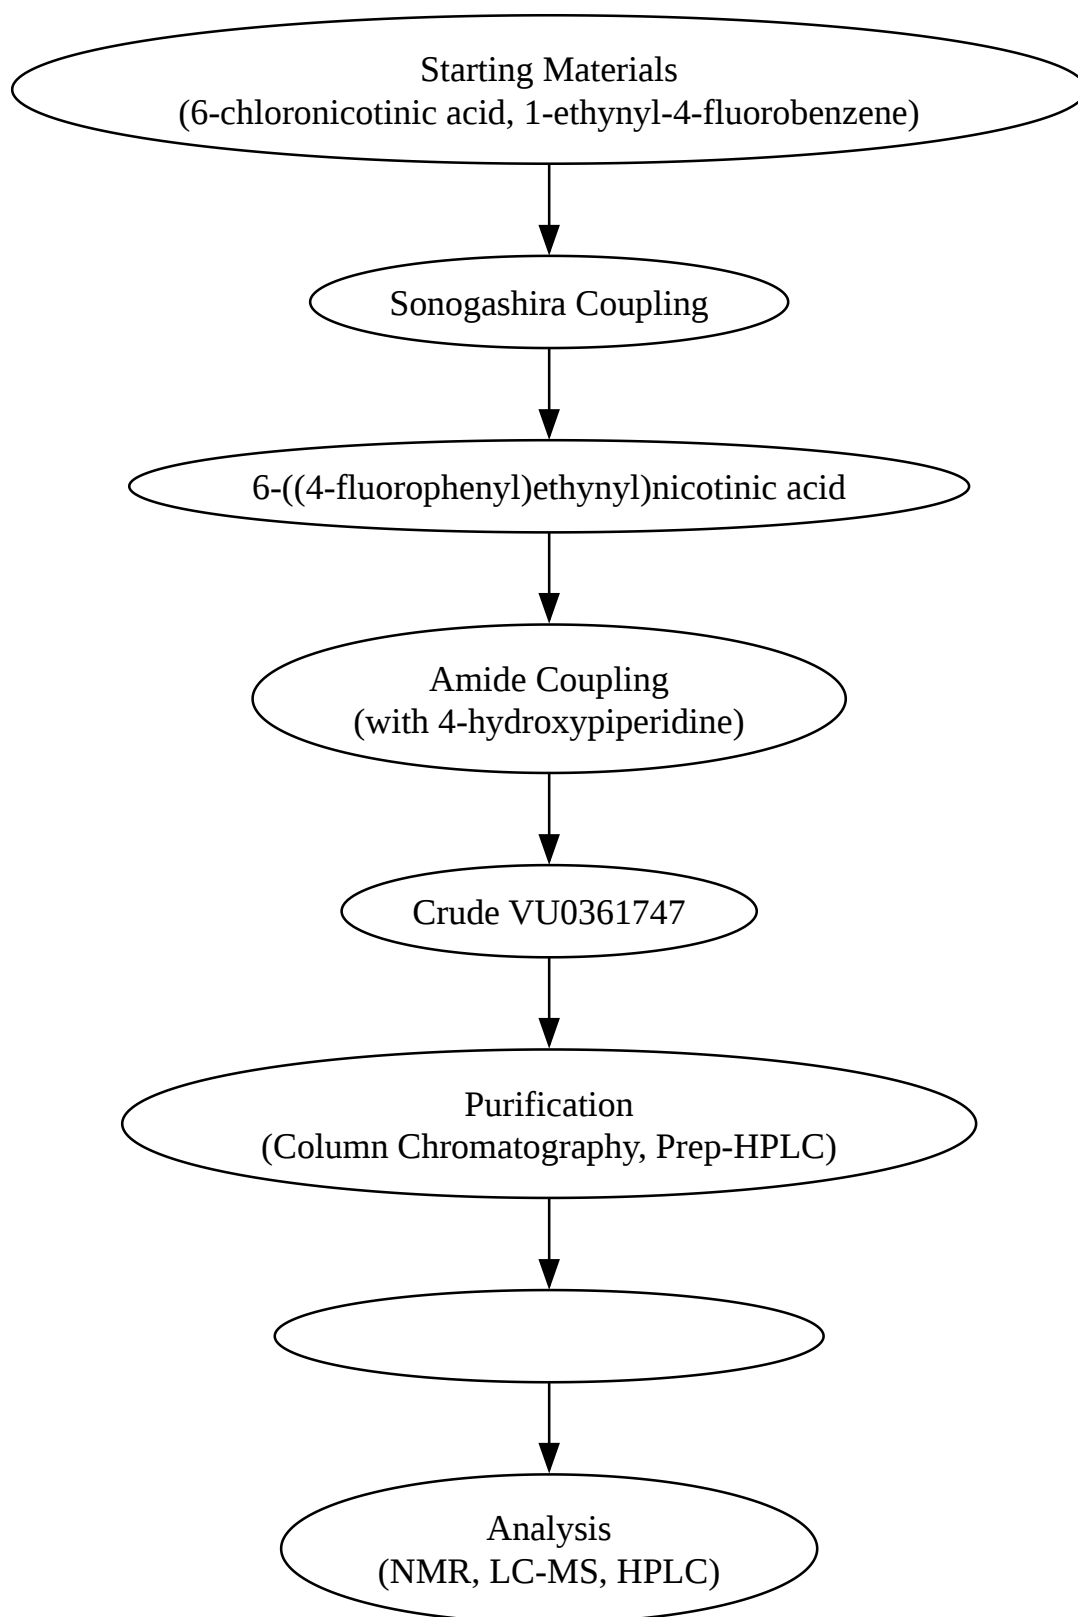 Starting Materials
(6-chloronicotinic acid, 1-ethynyl-4-fluorobenzene)
Sonogashira Coupling
6-((4-fluorophenyl)ethynyl)nicotinic acid
Amide Coupling
(with 4-hydroxypiperidine)
Crude VU0361747
Purification
(Column Chromatography, Prep-HPLC)
Analysis
(NMR, LC-MS, HPLC)